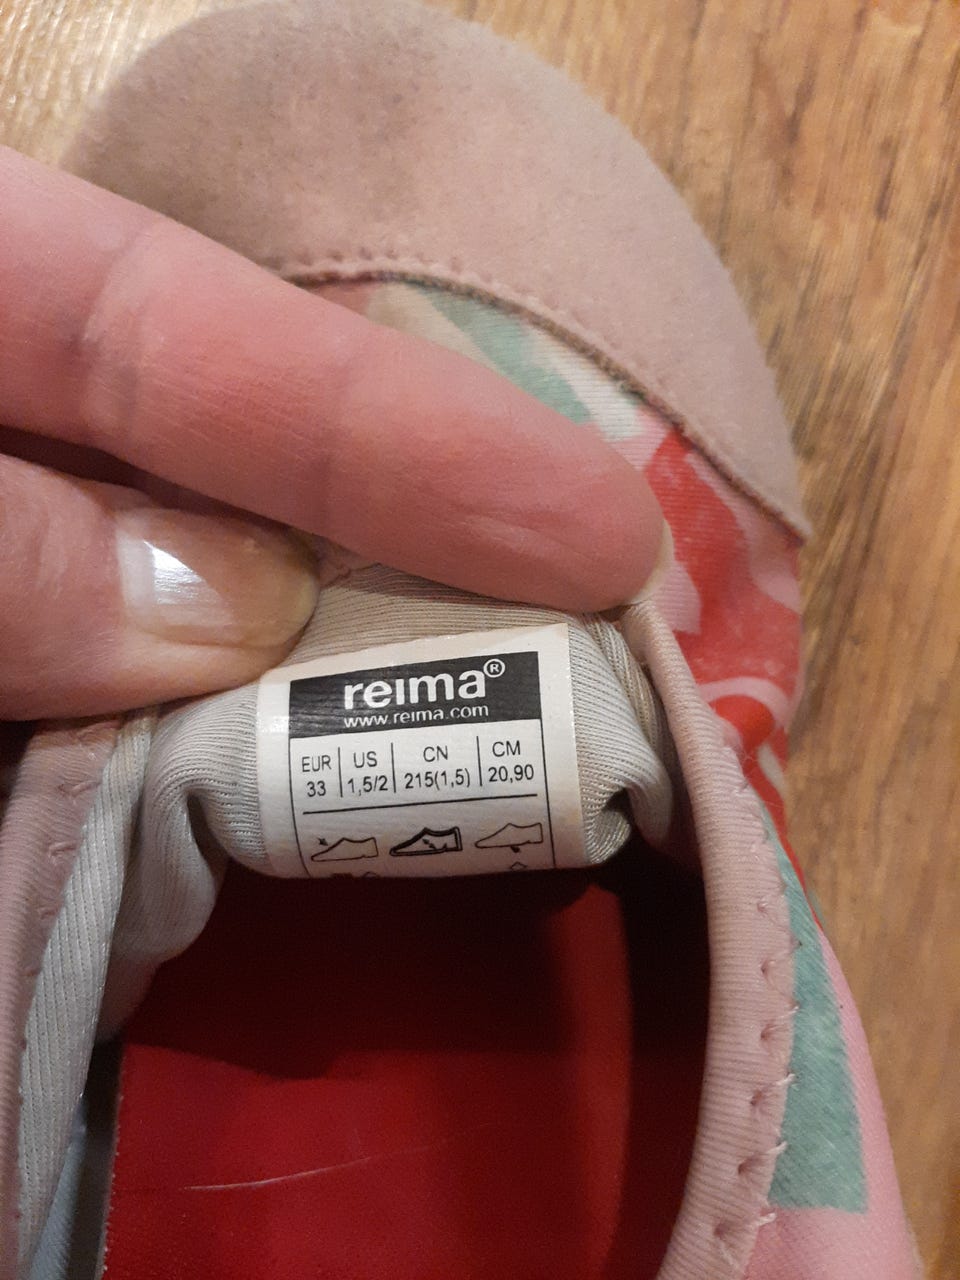 reima®
www.reima.com
EUR US CN CM
33 1,5/2 215(1,5) 20,90